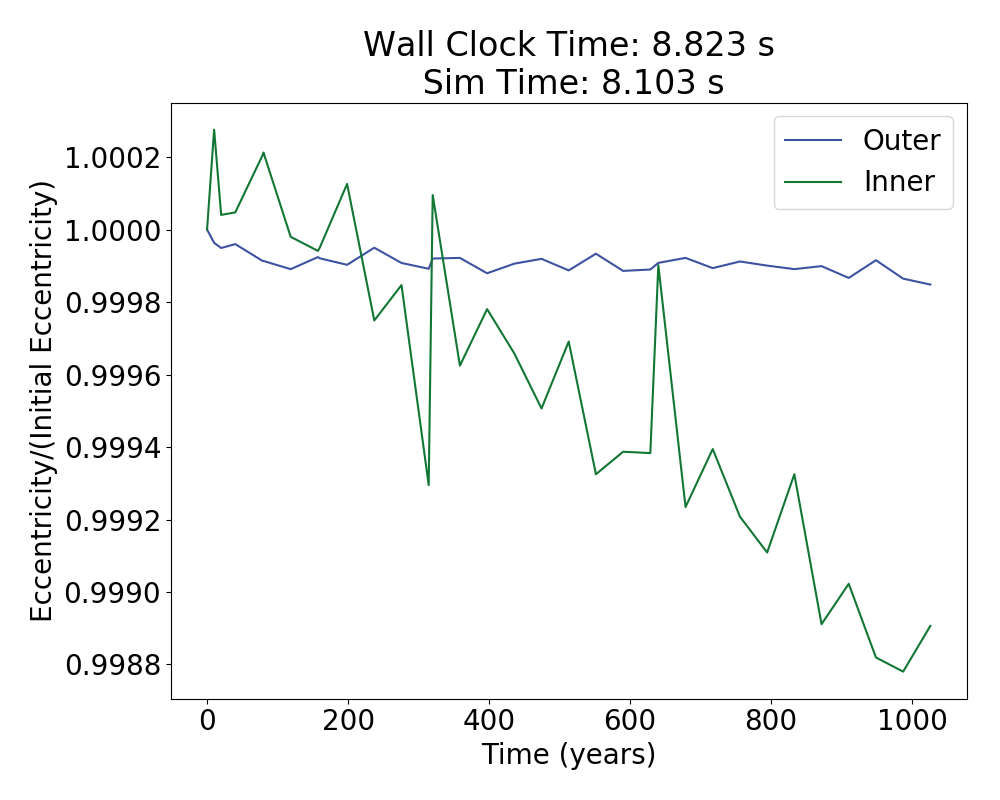 Wall Clock Time: 8.823 s
Sim Time: 8.103 s
Eccentricity/(Initial Eccentricity)
1.0002
1.0000
0.9998
0.9996
0.9994
0.9992
0.9990
0.9988
Outer
Inner
0 200 400 600 800 1000
Time (years)